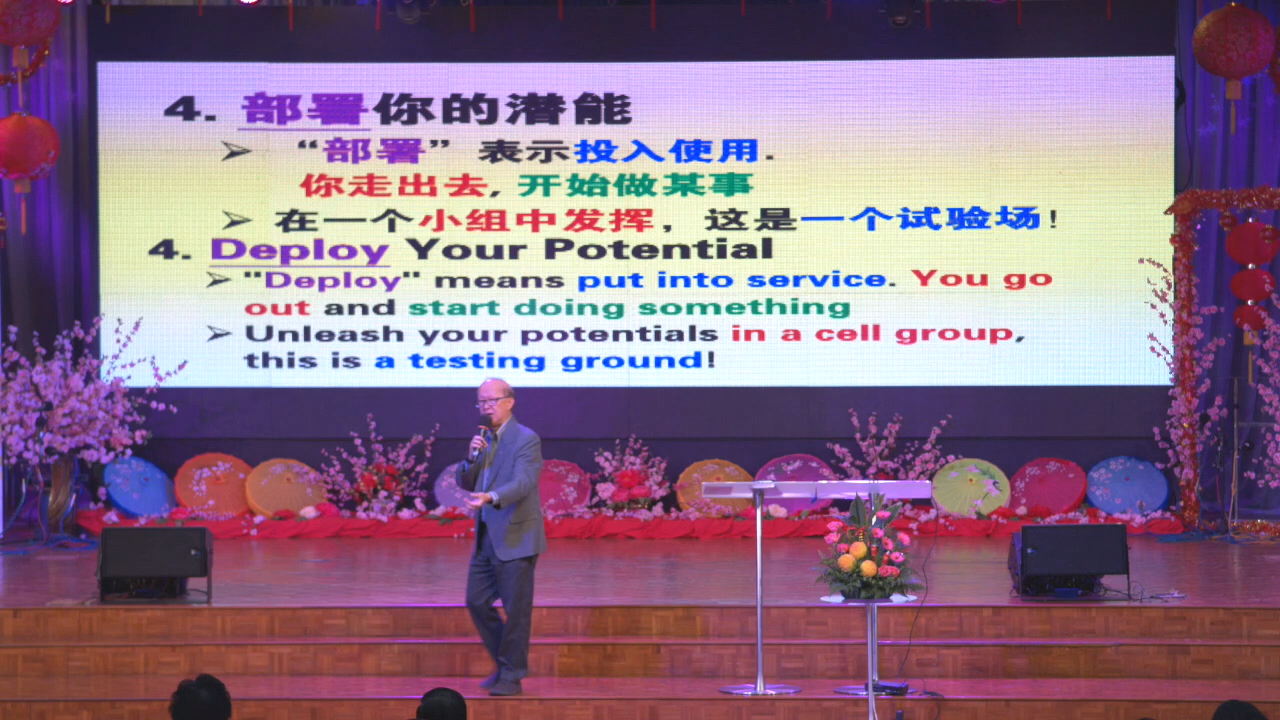 4. 部署你的潜能
➢ “部署” 表示投入使用.
你走出去, 开始做某事
➢ 在一个小组中发挥, 这是一个试验场!
4. Deploy Your Potential
➢ "Deploy" means put into service. You go
out and start doing something
➢ Unleash your potentials in a cell group,
this is a testing ground!